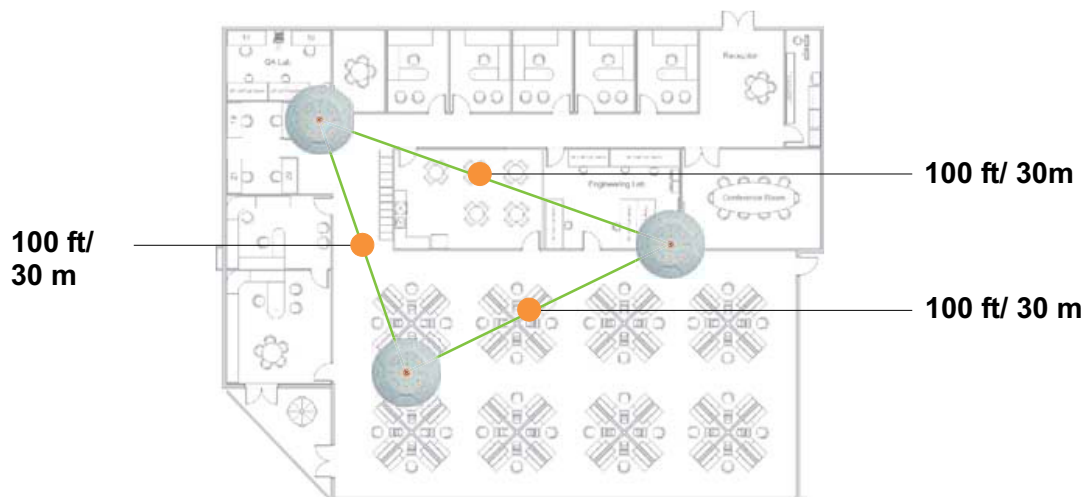 QA Lab
Reception
100 ft/ 30m
Engineering Lab
Conference Room
100 ft/
30 m
100 ft/ 30 m